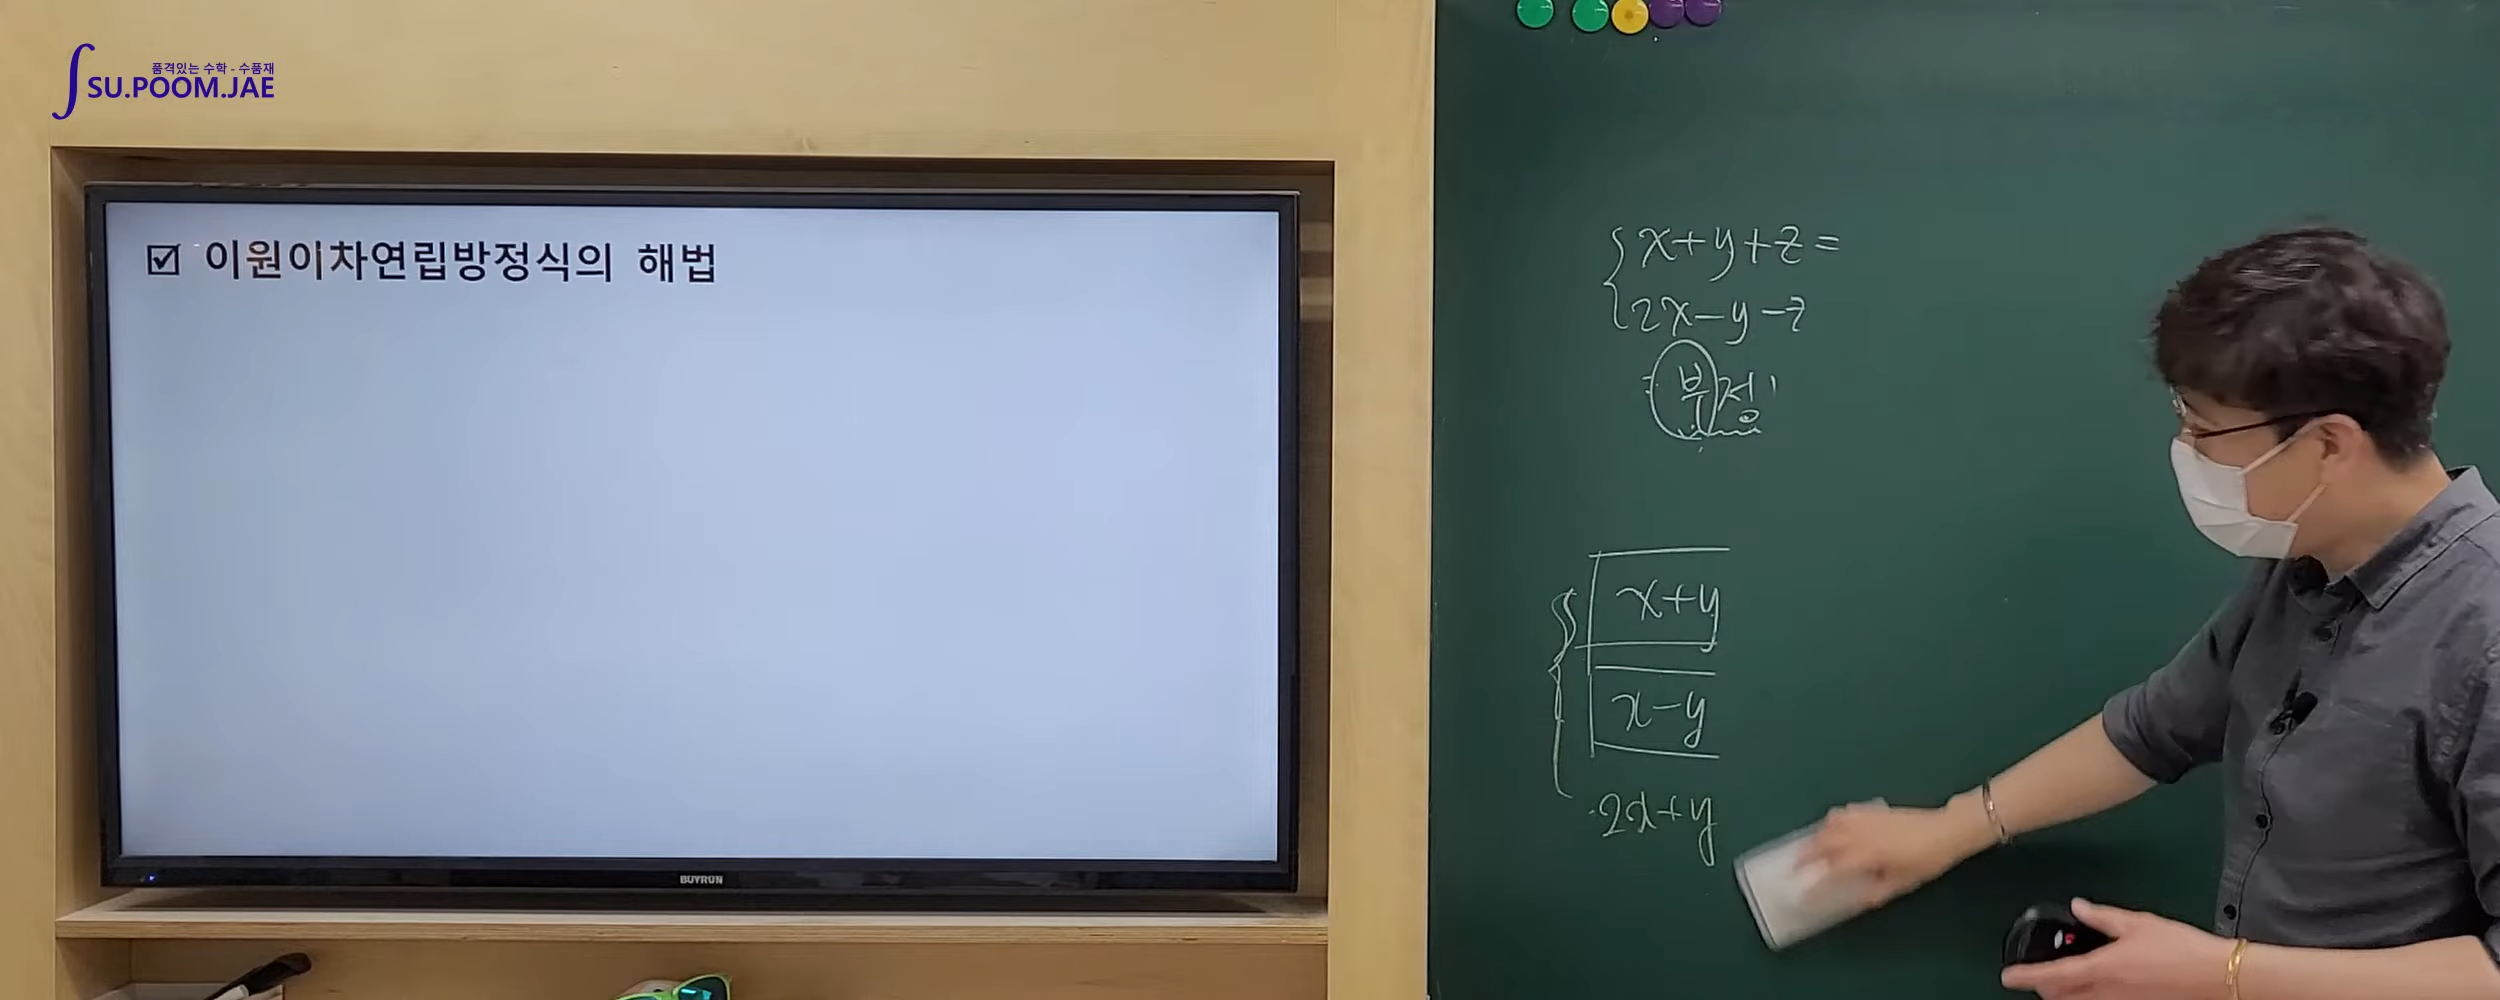 품격있는 수학 - 수품재
SU.POOM.JAE
☑ 이원이차연립방정식의 해법
BUYRUN
x+y+z=
2x-y-z
부정
x+y
x-y
2x+y